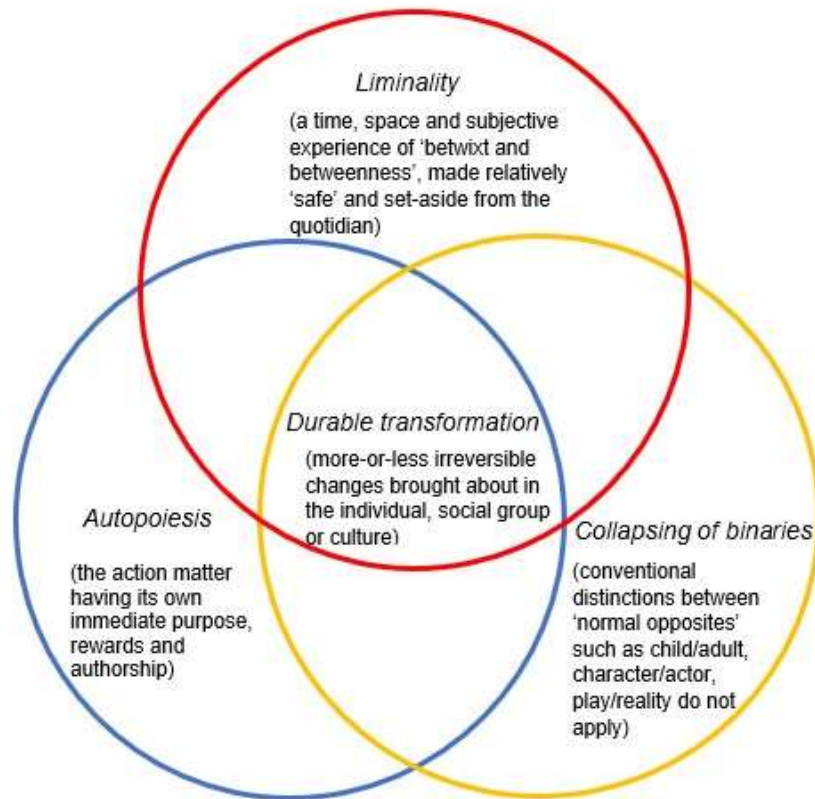 Liminality
(a time, space and subjective
experience of ‘betwixt and
betweenness’, made relatively
‘safe’ and set-aside from the
quotidian)
Durable transformation
(more-or-less irreversible
changes brought about in
the individual, social group
or culture)
Autopoiesis
(the action matter
having its own
immediate purpose,
rewards and
authorship)
Collapsing of binaries
(conventional
distinctions between
‘normal opposites’
such as child/adult,
character/actor,
play/reality do not
apply)